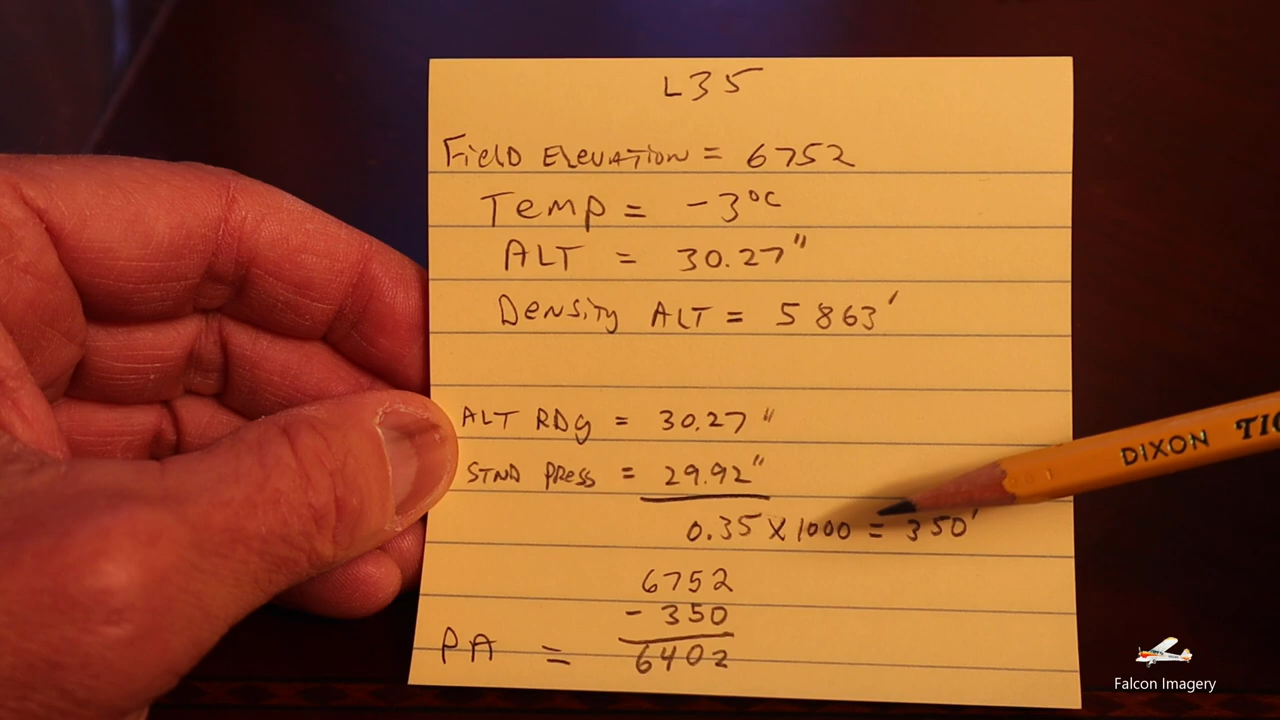 L35
Field Elevation = 6752
Temp = -3°C
ALT = 30.27"
Density ALT = 5863'
ALT RDg = 30.27"
STND PRess = 29.92"
0.35 X 1000 = 350'
6752
- 350
PA = 6402
DIXON TIC
Falcon Imagery